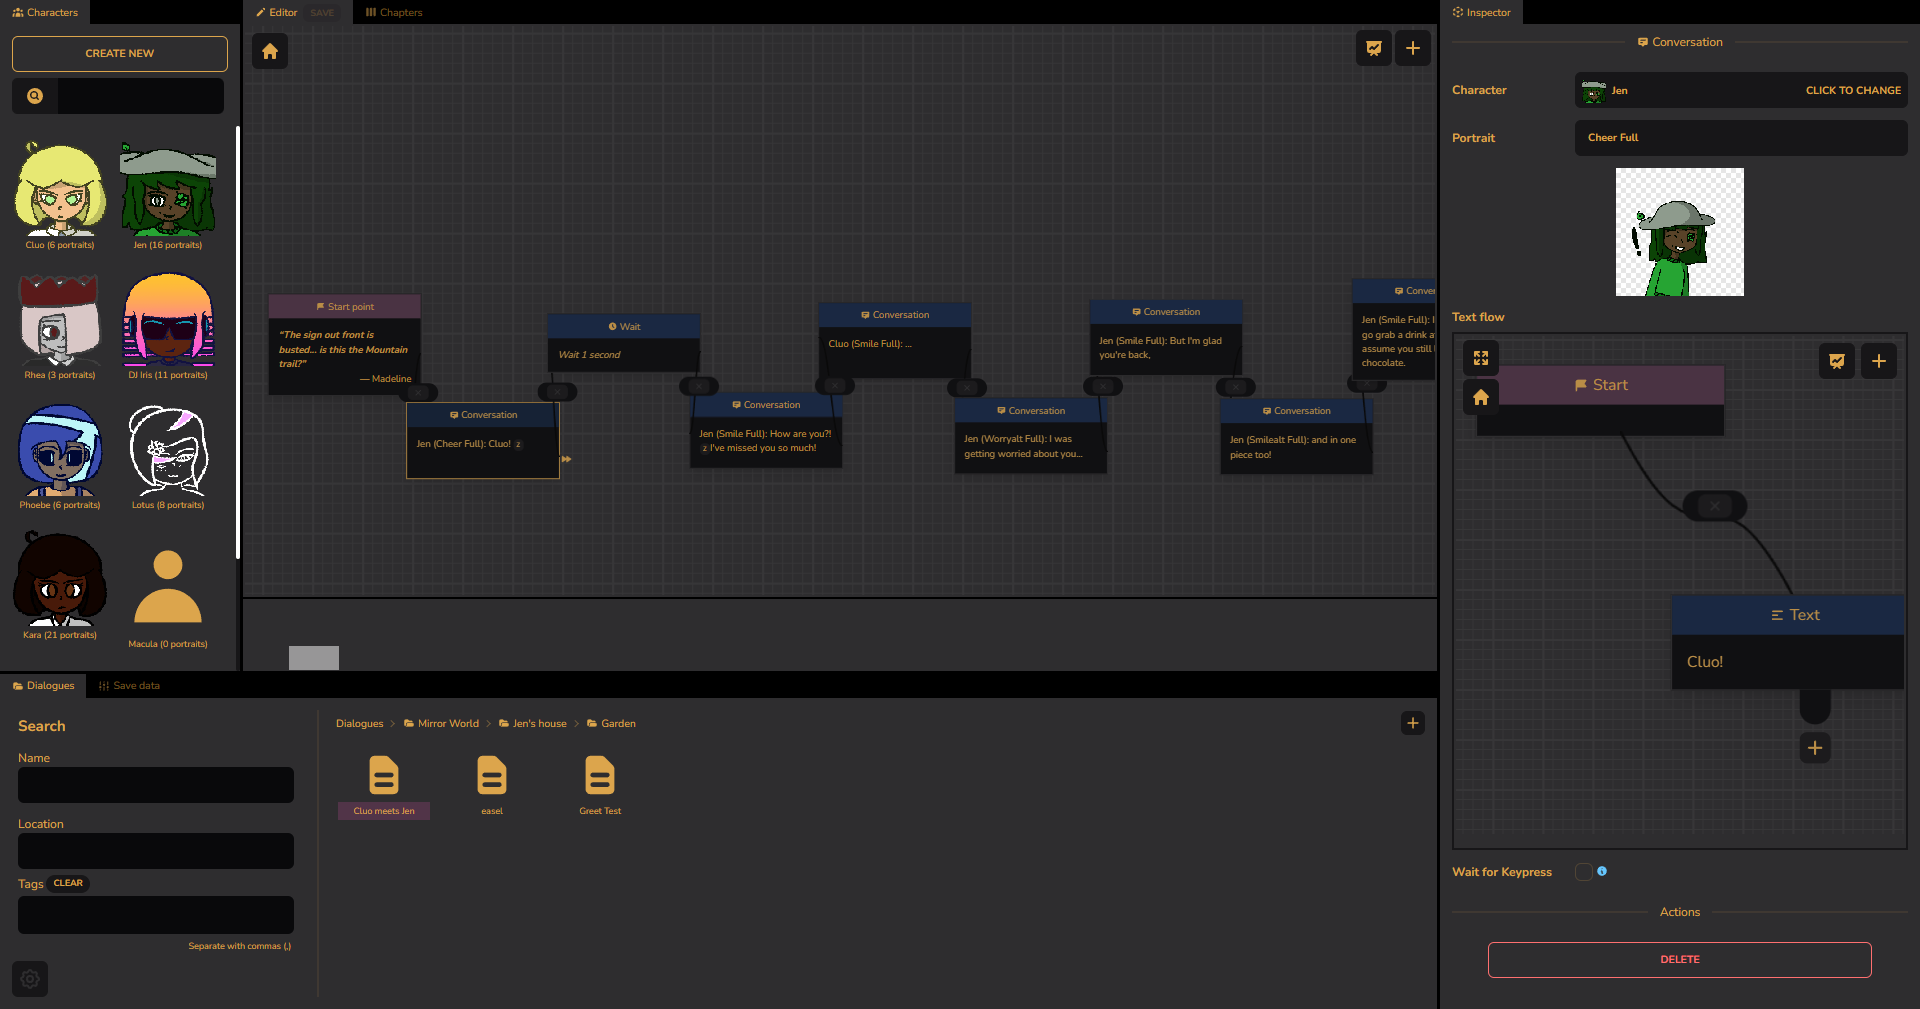 Characters
CREATE NEW
Cluo (6 portraits)
Jen (16 portraits)
Rhea (3 portraits)
DJ Iris (11 portraits)
Phoebe (6 portraits)
Lotus (8 portraits)
Kara (21 portraits)
Macula (0 portraits)
Editor
SAVE
Chapters
Start point
"The sign out front is
busted... is this the Mountain
trail?"
— Madeline
Conversation
Jen (Cheer Full): Cluo! 2
Wait
Wait 1 second
Conversation
Jen (Smile Full): How are you?!
2 I've missed you so much!
Conversation
Cluo (Smile Full): ...
Conversation
Jen (Worryalt Full): I was
getting worried about you...
Conversation
Jen (Smile Full): But I'm glad
you're back,
Conversation
Jen (Smilealt Full): and in one
piece too!
Conver
Jen (Smile Full): I
go grab a drink a
assume you still
chocolate.
Inspector
Conversation
Character
Jen
CLICK TO CHANGE
Portrait
Cheer Full
Text flow
Start
Text
Cluo!
Wait for Keypress
Actions
DELETE
Dialogues
Save data
Search
Name
Location
Tags
CLEAR
Separate with commas (,)
Dialogues > Mirror World > Jen's house > Garden
Cluo meets Jen
easel
Greet Test